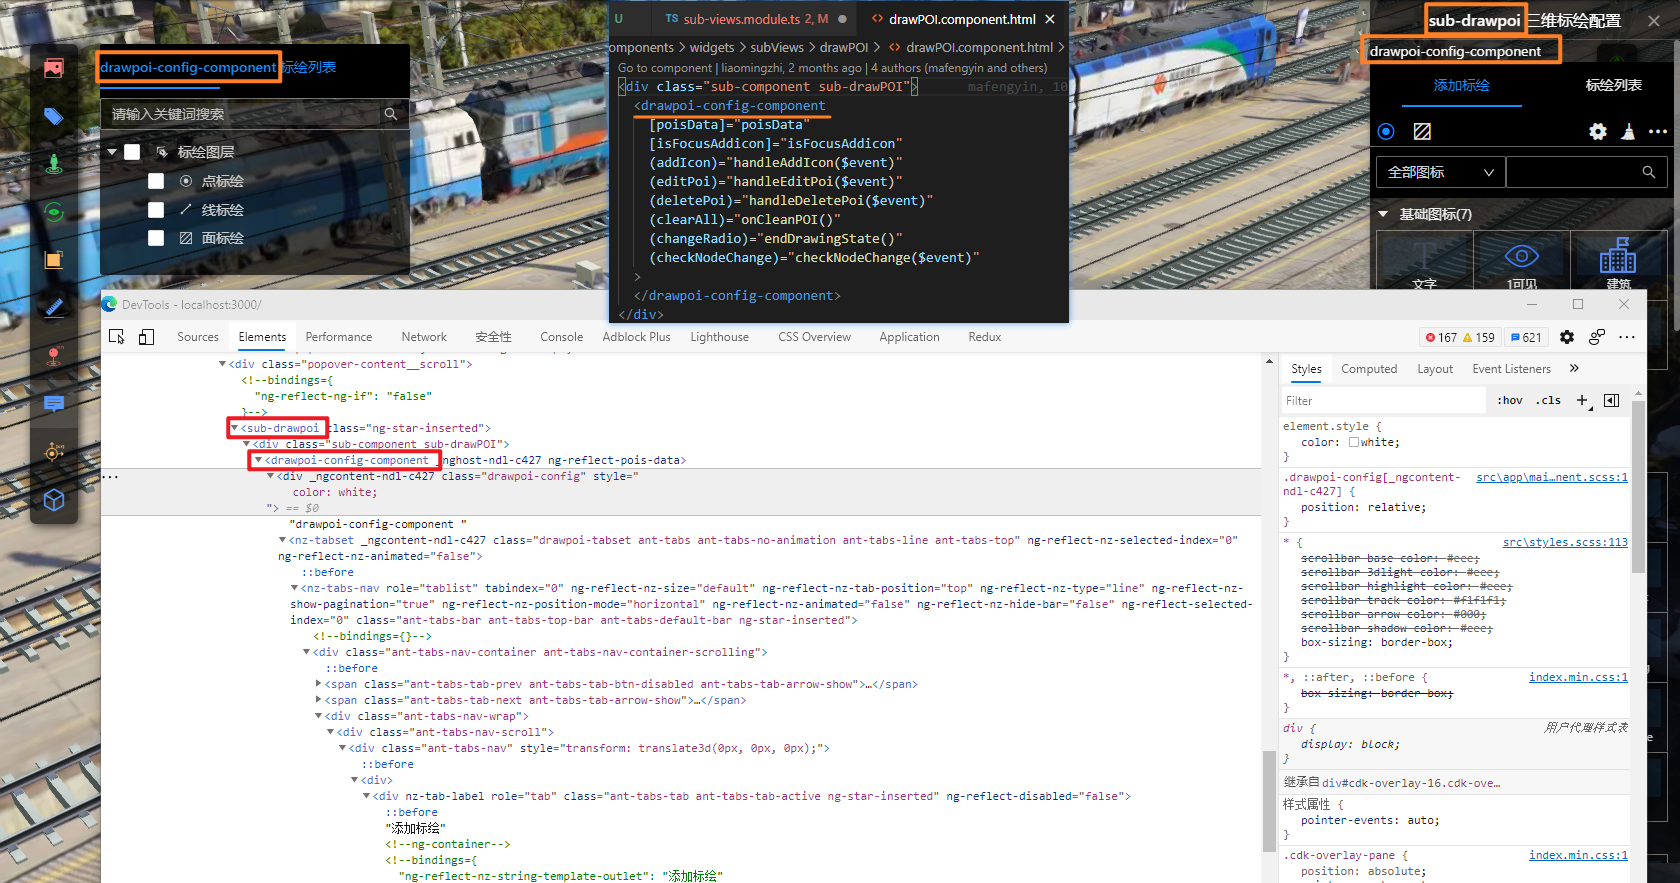 drawpoi-config-component 标绘列表
请输入关键词搜索
标绘图层
点标绘
线标绘
面标绘
U
TS sub-views.module.ts 2, M
<> drawPOI.component.html
omponents > widgets > subViews > drawPOI > <> drawPOI.component.html >
Go to component | liaomingzhi, 2 months ago | 4 authors (mafengyin and others)
<div class="sub-component sub-drawPOI"> mafengyin, 10
<drawpoi-config-component
[poisData]="poisData"
[isFocusAddicon]="isFocusAddicon"
(addIcon)="handleAddIcon($event)"
(editPoi)="handleEditPoi($event)"
(deletePoi)="handleDeletePoi($event)"
(clearAll)="onCleanPOI()"
(changeRadio)="endDrawingState()"
(checkNodeChange)="checkNodeChange($event)"
>
</drawpoi-config-component>
</div>
sub-drawpoi 三维标绘配置
drawpoi-config-component
添加标绘 标绘列表
全部图标
基础图标(7)
文字 1可见 建筑
DevTools - localhost:3000/
Sources Elements Performance Network 安全性 Console Adblock Plus Lighthouse CSS Overview Application Redux
167 159 621
<div class="popover-content__scroll">
<!--bindings={
"ng-reflect-ng-if": "false"
}-->
<sub-drawpoi class="ng-star-inserted">
<div class="sub-component sub-drawPOI">
<drawpoi-config-component _nghost-ndl-c427 ng-reflect-pois-data>
<div _ngcontent-ndl-c427 class="drawpoi-config" style="
color: white;
"> == $0
"drawpoi-config-component "
<nz-tabset _ngcontent-ndl-c427 class="drawpoi-tabset ant-tabs ant-tabs-no-animation ant-tabs-line ant-tabs-top" ng-reflect-nz-selected-index="0"
ng-reflect-nz-animated="false">
::before
<nz-tabs-nav role="tablist" tabindex="0" ng-reflect-nz-size="default" ng-reflect-nz-tab-position="top" ng-reflect-nz-type="line" ng-reflect-nz-
show-pagination="true" ng-reflect-nz-position-mode="horizontal" ng-reflect-nz-animated="false" ng-reflect-nz-hide-bar="false" ng-reflect-selected-
index="0" class="ant-tabs-bar ant-tabs-top-bar ant-tabs-default-bar ng-star-inserted">
<!--bindings={}-->
<div class="ant-tabs-nav-container ant-tabs-nav-container-scrolling">
::before
<span class="ant-tabs-tab-prev ant-tabs-tab-btn-disabled ant-tabs-tab-arrow-show">…</span>
<span class="ant-tabs-tab-next ant-tabs-tab-arrow-show">…</span>
<div class="ant-tabs-nav-wrap">
<div class="ant-tabs-nav-scroll">
<div class="ant-tabs-nav" style="transform: translate3d(0px, 0px, 0px);">
::before
<div>
<div nz-tab-label role="tab" class="ant-tabs-tab ant-tabs-tab-active ng-star-inserted" ng-reflect-disabled="false">
::before
"添加标绘"
<!--ng-container-->
<!--bindings={
"ng-reflect-nz-string-template-outlet": "添加标绘"
Styles Computed Layout Event Listeners »
Filter :hov .cls +
element.style {
color: white;
}
.drawpoi-config[_ngcontent- src\app\mai…nent.scss:1
ndl-c427] {
position: relative;
}
* { src\styles.scss:113
scrollbar-base-color: #eee;
scrollbar-3dlight-color: #eee;
scrollbar-highlight-color: #eee;
scrollbar-track-color: #f1f1f1;
scrollbar-arrow-color: #000;
scrollbar-shadow-color: #eee;
box-sizing: border-box;
}
*, ::after, ::before { index.min.css:1
box-sizing: border-box;
}
div { 用户代理样式表
display: block;
}
继承自 div#cdk-overlay-16.cdk-ove…
样式属性 {
pointer-events: auto;
}
.cdk-overlay-pane { index.min.css:1
position: absolute;